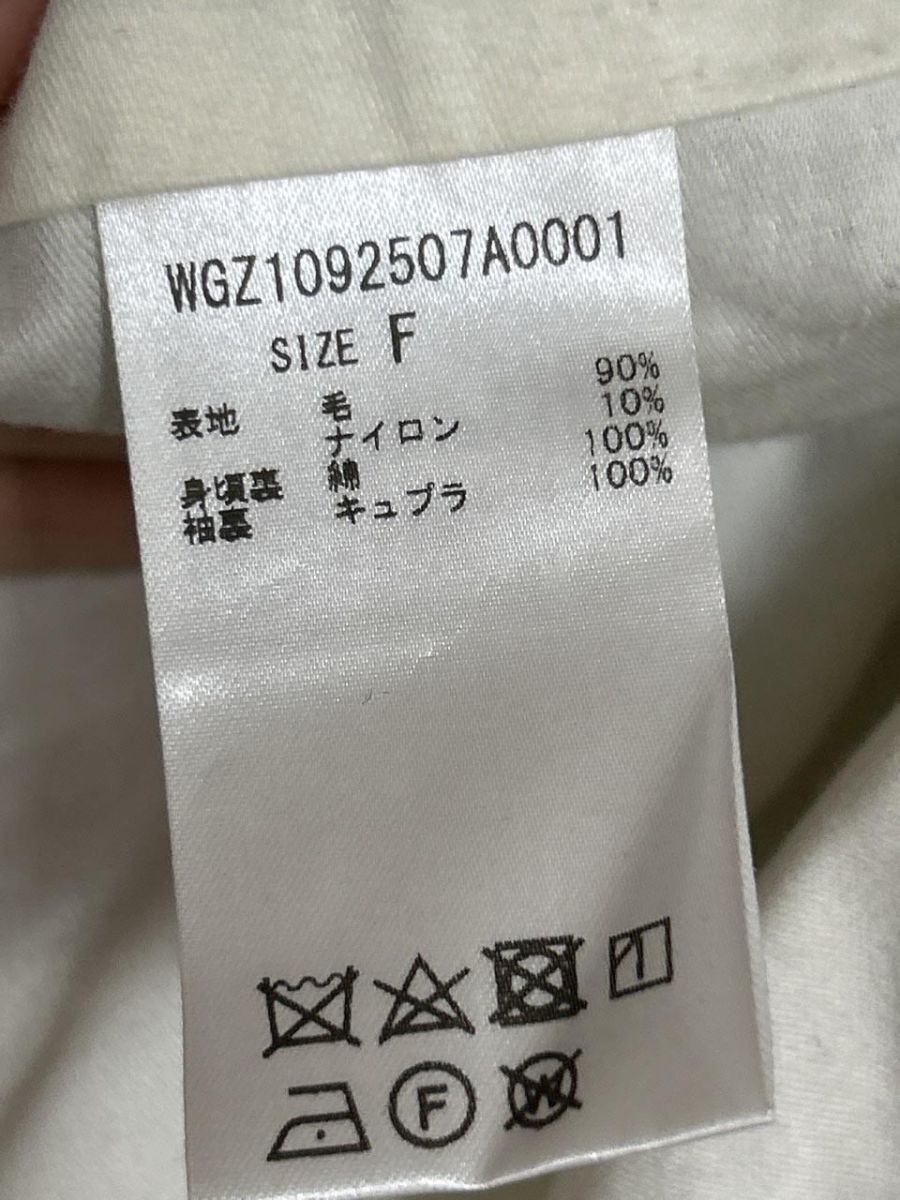 WGZ1092507A0001
SIZE F
表地 毛 90%
ナイロン 10%
身頃裏 綿 100%
袖裏 キュプラ 100%
F
W